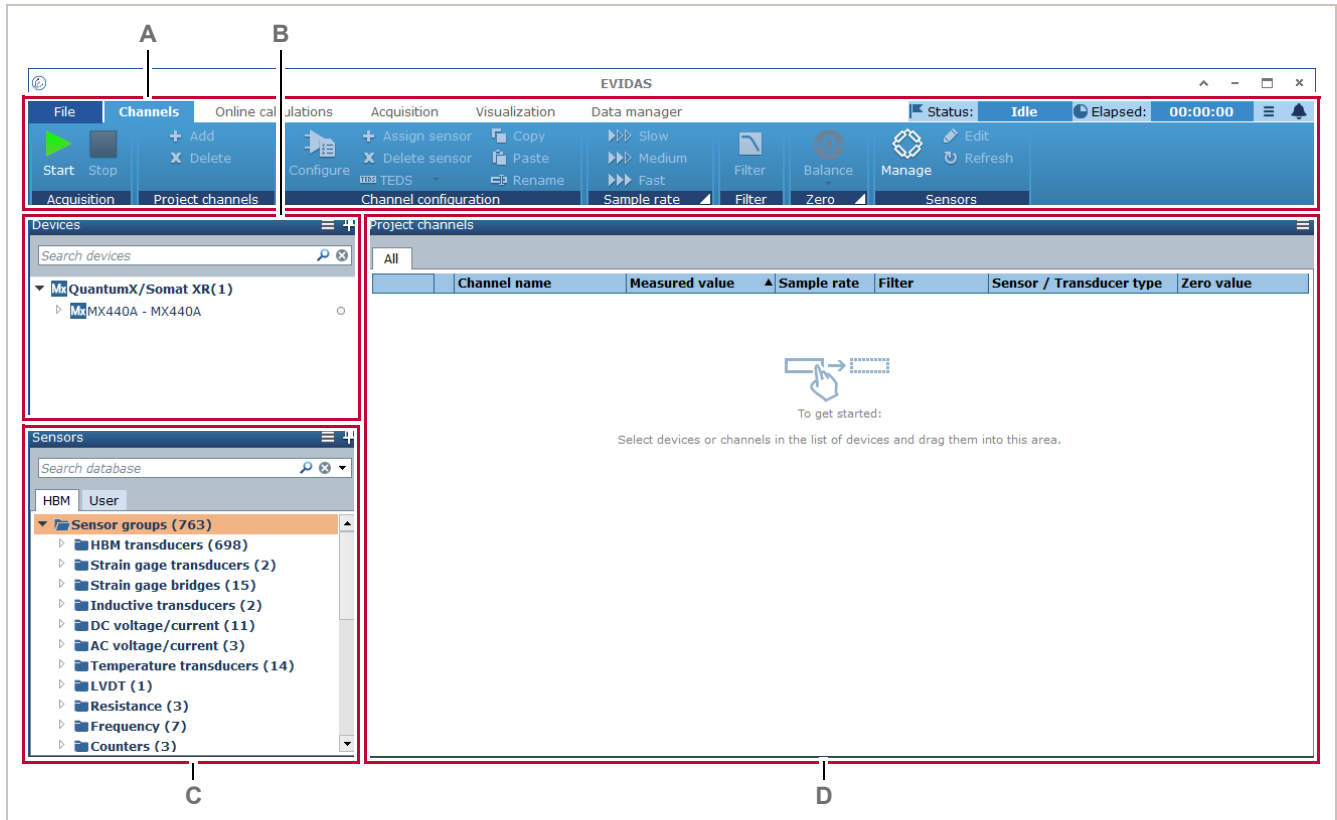 A B
EVIDAS
File Channels Online calculations Acquisition Visualization Data manager Status: Idle Elapsed: 00:00:00
Start Stop
Acquisition
Add
Delete
Project channels
Configure
Assign sensor Copy
Delete sensor Paste
TEDS Rename
Channel configuration
Slow
Medium
Fast
Sample rate
Filter
Filter
Balance
Zero
Manage
Edit
Refresh
Sensors
Devices
Search devices
Mx QuantumX/Somat XR(1)
Mx MX440A - MX440A
Sensors
Search database
HBM User
Sensor groups (763)
HBM transducers (698)
Strain gage transducers (2)
Strain gage bridges (15)
Inductive transducers (2)
DC voltage/current (11)
AC voltage/current (3)
Temperature transducers (14)
LVDT (1)
Resistance (3)
Frequency (7)
Counters (3)
Project channels
All
Channel name Measured value Sample rate Filter Sensor / Transducer type Zero value
To get started:
Select devices or channels in the list of devices and drag them into this area.
C D